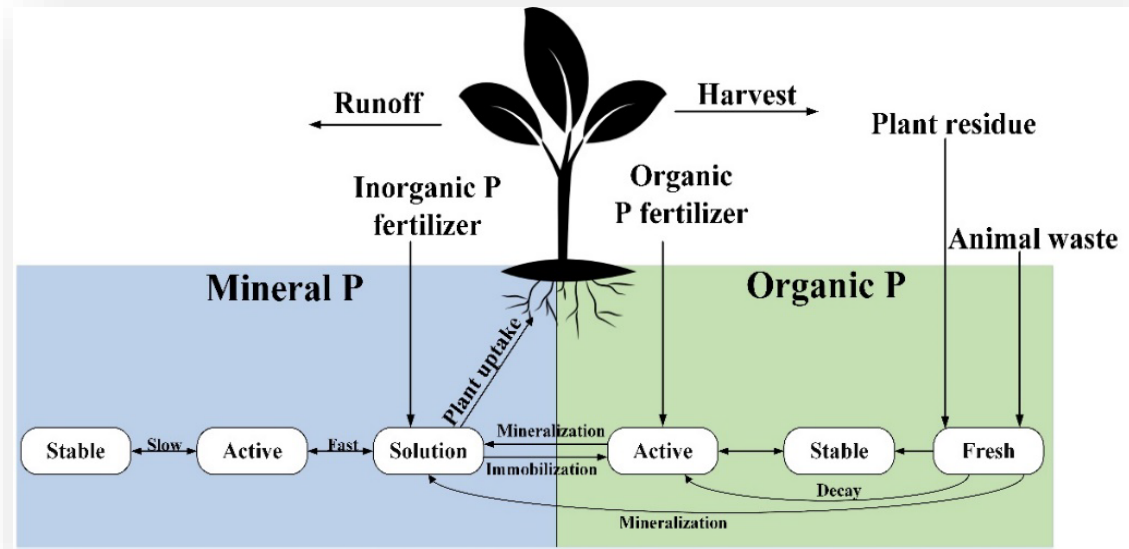 Runoff
Harvest
Plant residue
Inorganic P
fertilizer
Organic
P fertilizer
Animal waste
Mineral P
Organic P
Plant uptake
Stable
Slow
Active
Fast
Solution
Mineralization
Immobilization
Active
Stable
Fresh
Decay
Mineralization